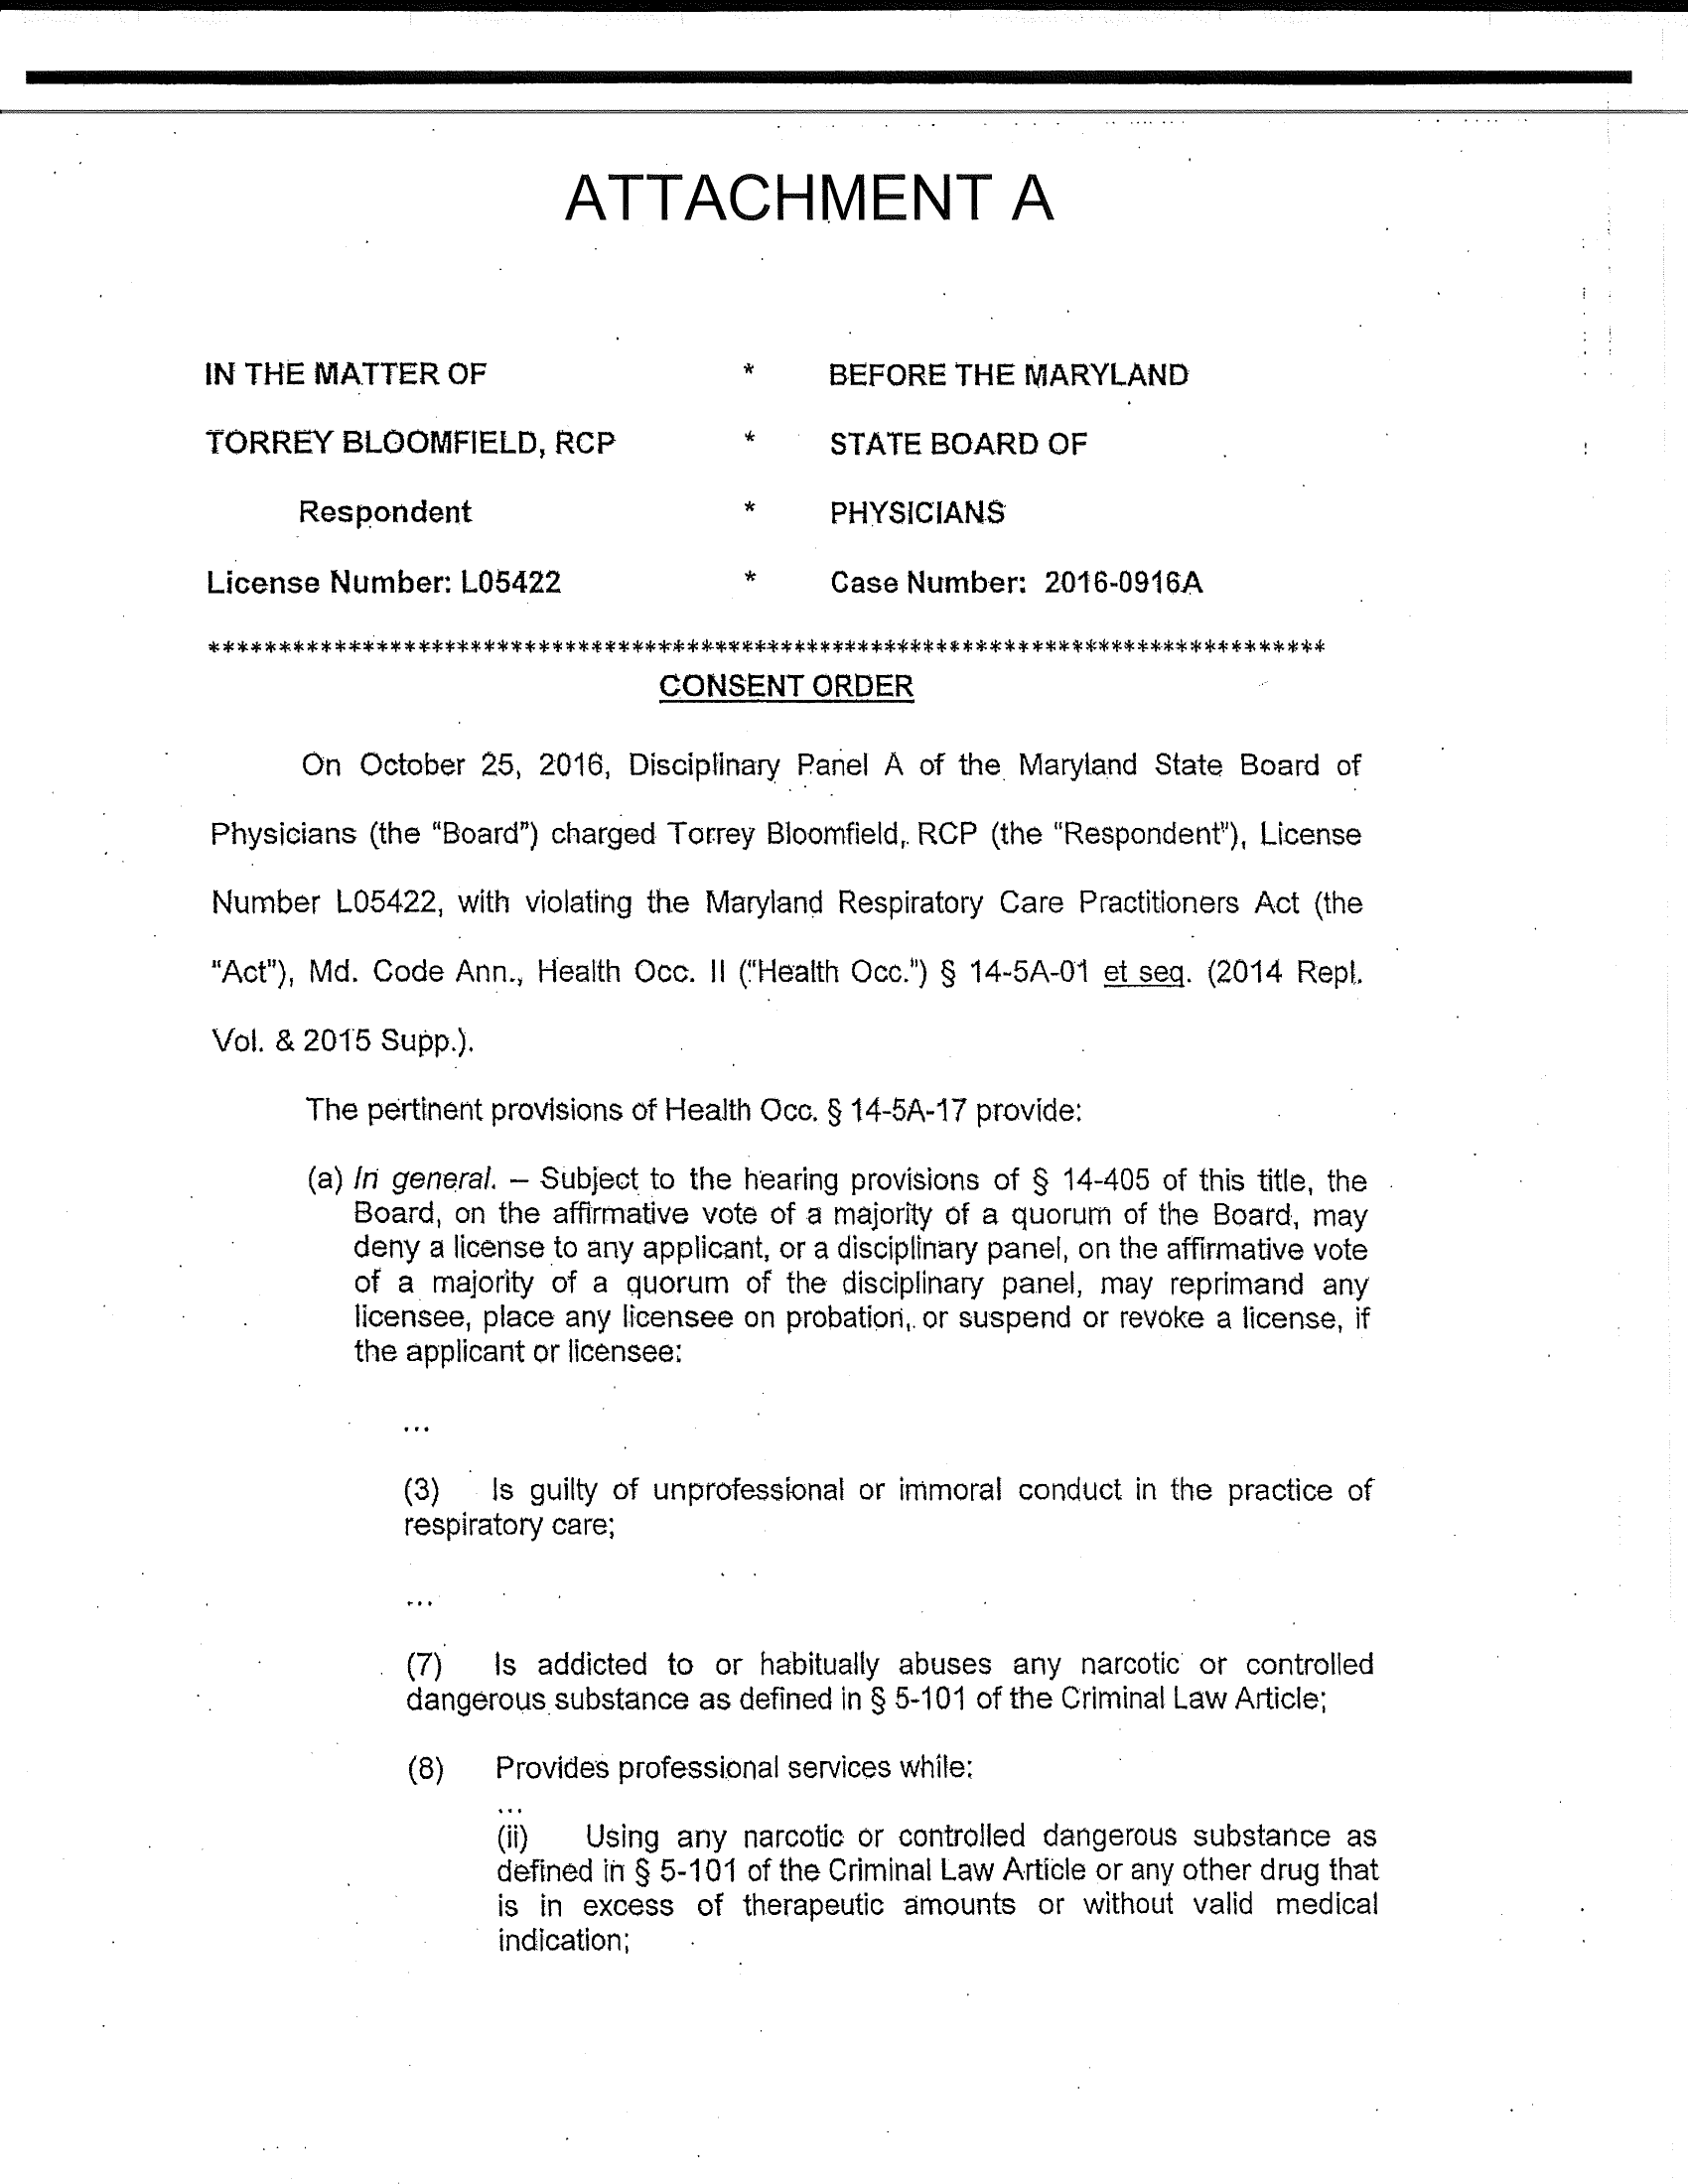 ATTACHMENT A
IN THE MATTER OF * BEFORE THE MARYLAND
TORREY BLOOMFIELD, RCP * STATE BOARD OF
Respondent * PHYSICIANS
License Number: L05422 * Case Number: 2016-0916A
************************************************************************************
CONSENT ORDER
On October 25, 2016, Disciplinary Panel A of the Maryland State Board of
Physicians (the "Board") charged Torrey Bloomfield, RCP (the "Respondent"), License
Number L05422, with violating the Maryland Respiratory Care Practitioners Act (the
"Act"), Md. Code Ann., Health Occ. II ("Health Occ.") § 14-5A-01 et seq. (2014 Repl.
Vol. & 2015 Supp.).
The pertinent provisions of Health Occ. § 14-5A-17 provide:
(a) In general. – Subject to the hearing provisions of § 14-405 of this title, the
Board, on the affirmative vote of a majority of a quorum of the Board, may
deny a license to any applicant, or a disciplinary panel, on the affirmative vote
of a majority of a quorum of the disciplinary panel, may reprimand any
licensee, place any licensee on probation, or suspend or revoke a license, if
the applicant or licensee:
...
(3) Is guilty of unprofessional or immoral conduct in the practice of
respiratory care;
...
(7) Is addicted to or habitually abuses any narcotic or controlled
dangerous substance as defined in § 5-101 of the Criminal Law Article;
(8) Provides professional services while:
...
(ii) Using any narcotic or controlled dangerous substance as
defined in § 5-101 of the Criminal Law Article or any other drug that
is in excess of therapeutic amounts or without valid medical
indication;